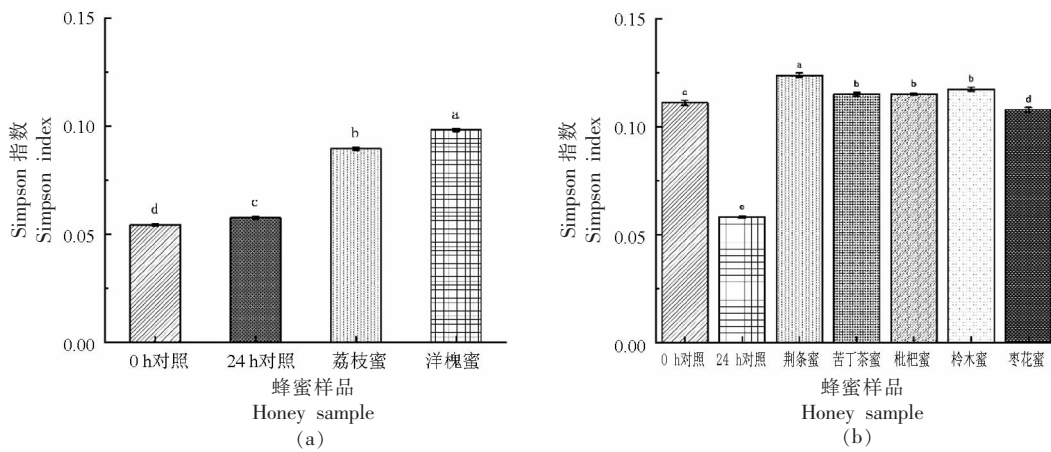 0.15
0.10
0.05
0.00
Simpson 指数
Simpson index
d
c
b
a
0 h对照
24 h对照
荔枝蜜
洋槐蜜
蜂蜜样品
Honey sample
(a)
0.15
0.10
0.05
0.00
Simpson 指数
Simpson index
c
e
a
b
b
b
d
0 h对照
24 h对照
荆条蜜
苦丁茶蜜
枇杷蜜
柃木蜜
枣花蜜
蜂蜜样品
Honey sample
(b)